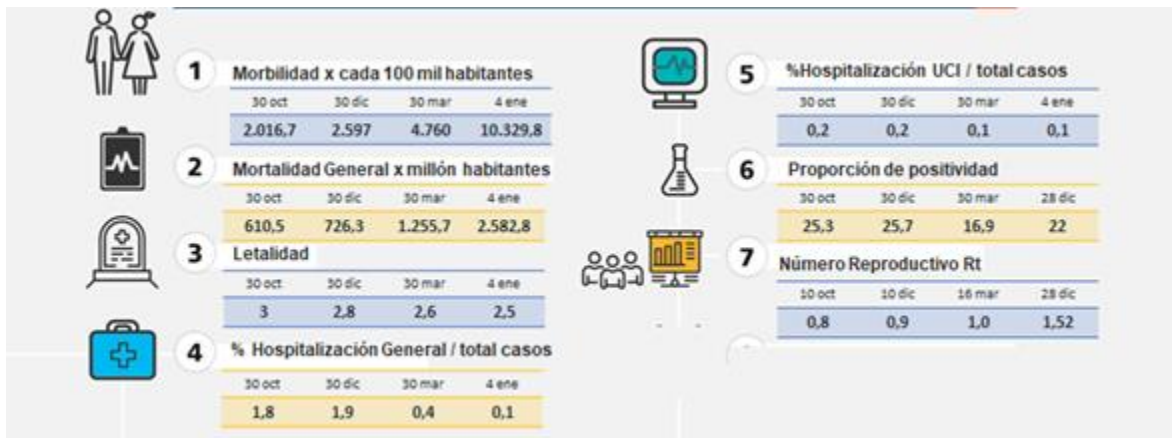 1
Morbilidad x cada 100 mil habitantes
30 oct 30 dic 30 mar 4 ene
2.016,7 2.597 4.760 10.329,8
2
Mortalidad General x millón habitantes
30 oct 30 dic 30 mar 4 ene
610,5 726,3 1.255,7 2.582,8
3
Letalidad
30 oct 30 dic 30 mar 4 ene
3 2,8 2,6 2,5
4
% Hospitalización General / total casos
30 oct 30 dic 30 mar 4 ene
1,8 1,9 0,4 0,1
5
%Hospitalización UCI / total casos
30 oct 30 dic 30 mar 4 ene
0,2 0,2 0,1 0,1
6
Proporción de positividad
30 oct 30 dic 30 mar 28 dic
25,3 25,7 16,9 22
7
Número Reproductivo Rt
10 oct 10 dic 16 mar 28 dic
0,8 0,9 1,0 1,52